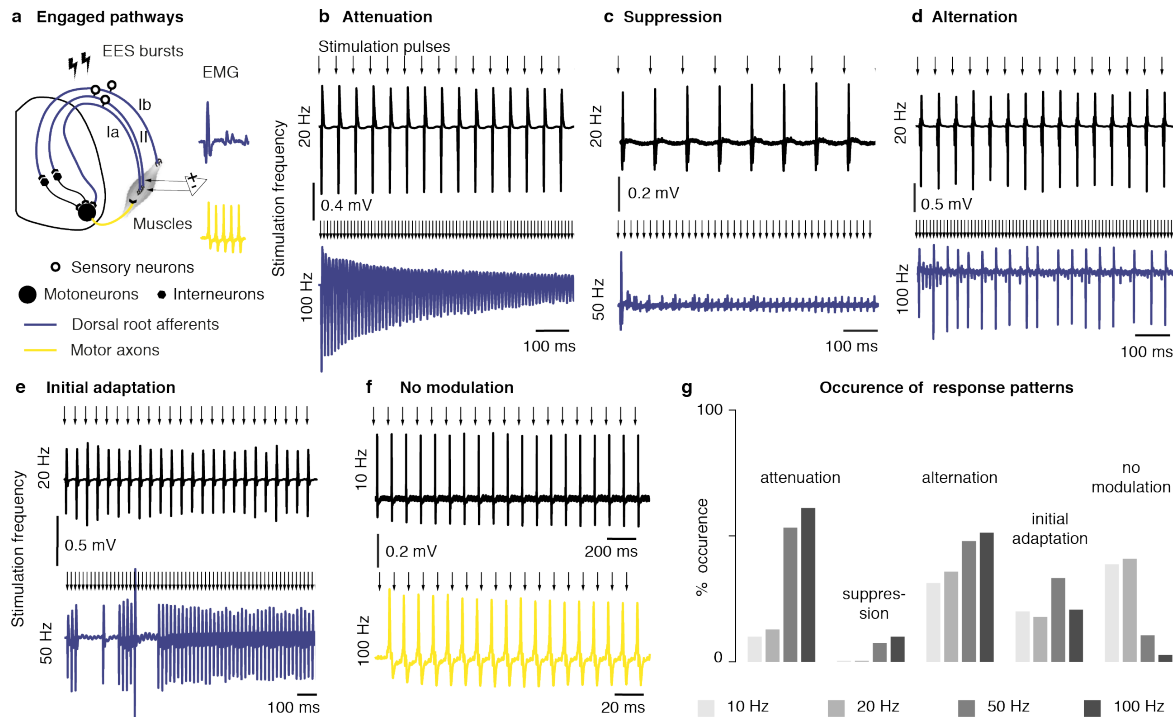 a Engaged pathways
EES bursts
EMG
Ib
Ia
II
+
-
Muscles
Sensory neurons
Motoneurons
Interneurons
Dorsal root afferents
Motor axons
b Attenuation
Stimulation pulses
Stimulation frequency
20 Hz
0.4 mV
100 Hz
100 ms
c Suppression
20 Hz
0.2 mV
50 Hz
100 ms
d Alternation
20 Hz
0.5 mV
100 Hz
100 ms
e Initial adaptation
Stimulation frequency
20 Hz
0.5 mV
50 Hz
100 ms
f No modulation
10 Hz
200 ms
0.2 mV
100 Hz
20 ms
g Occurence of response patterns
% occurence
100
0
attenuation
suppres-
sion
alternation
initial
adaptation
no
modulation
10 Hz
20 Hz
50 Hz
100 Hz